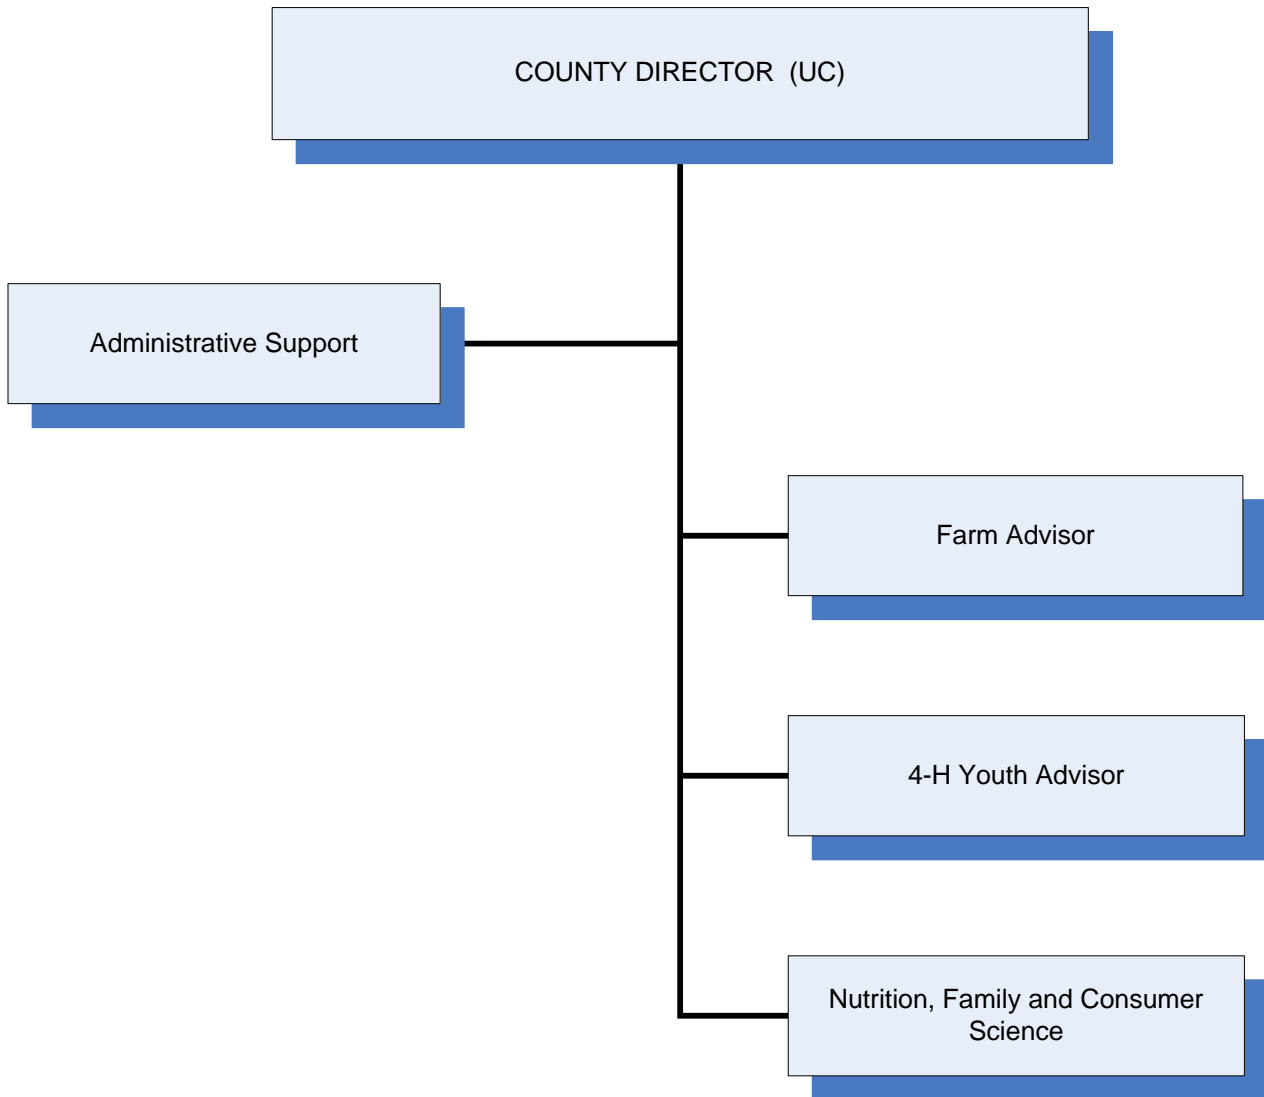 COUNTY DIRECTOR  (UC)
Administrative Support
Farm Advisor
4-H Youth Advisor
Nutrition, Family and Consumer
Science